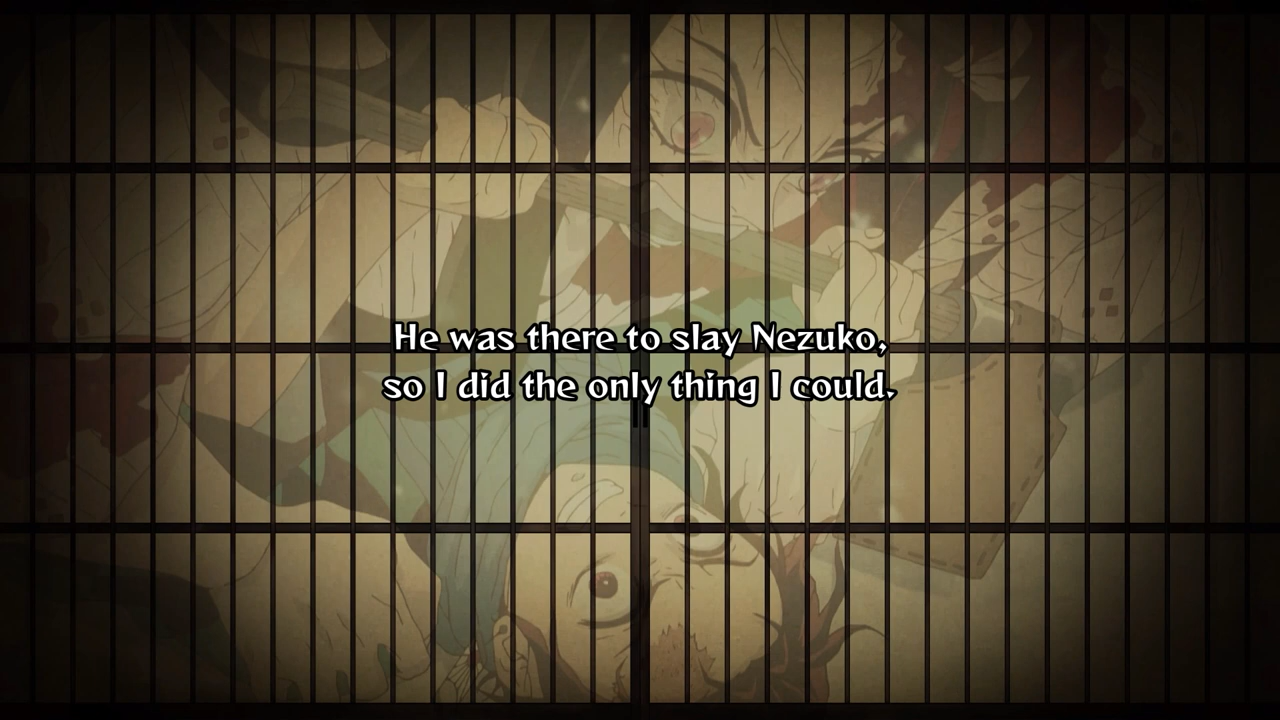 He was there to slay Nezuko,
so I did the only thing I could.